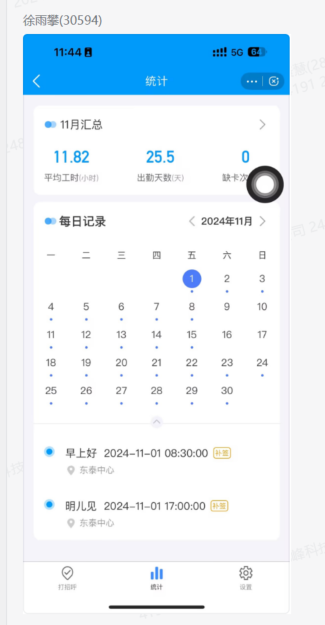 徐雨攀(30594)
11:44 5G 64
统计
11月汇总
11.82 25.5 0
平均工时(小时) 出勤天数(天) 缺卡次
每日记录 2024年11月
一 二 三 四 五 六 日
1 2 3
4 5 6 7 8 9 10
11 12 13 14 15 16 17
18 19 20 21 22 23 24
25 26 27 28 29 30
早上好 2024-11-01 08:30:00 补签
东泰中心
明儿见 2024-11-01 17:00:00 补签
东泰中心
打招呼 统计 设置